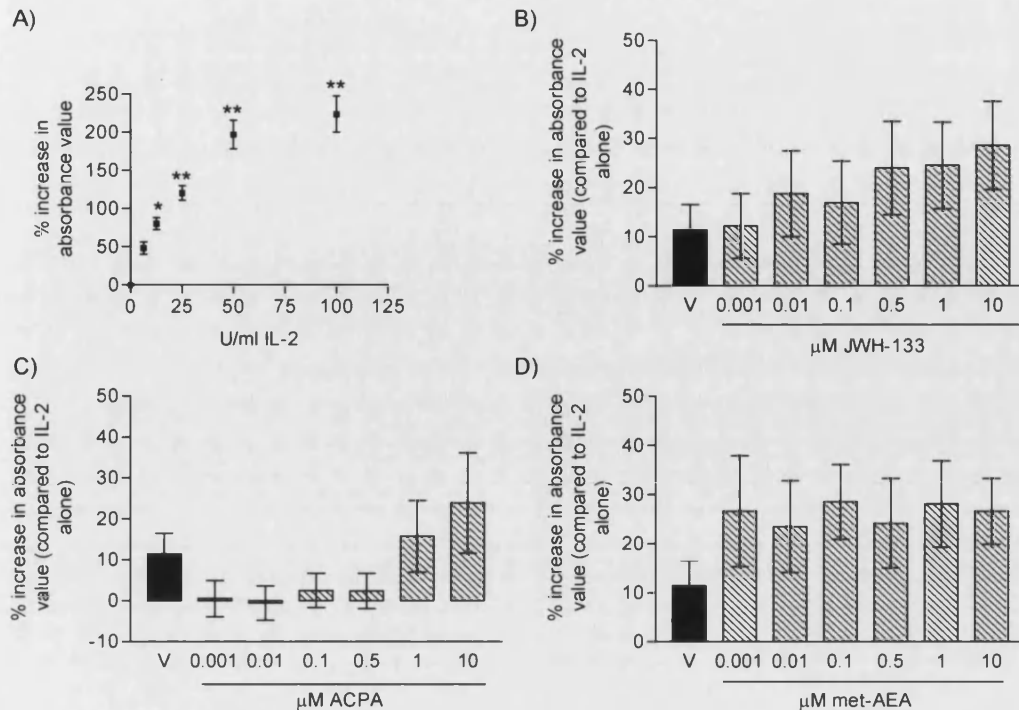 A)
% increase in
absorbance value
250
200
150
100
50
0
*
**
**
**
0 25 50 75 100 125
U/ml IL-2
B)
% increase in absorbance
value (compared to IL-2
alone)
50
40
30
20
10
0
V 0.001 0.01 0.1 0.5 1 10
µM JWH-133
C)
% increase in absorbance
value (compared to IL-2
alone)
50
40
30
20
10
0
-10
V 0.001 0.01 0.1 0.5 1 10
µM ACPA
D)
% increase in absorbance
value (compared to IL-2
alone)
50
40
30
20
10
0
V 0.001 0.01 0.1 0.5 1 10
µM met-AEA